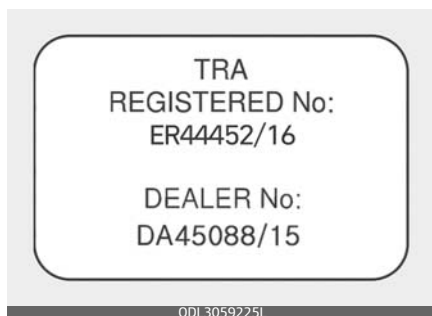 TRA
REGISTERED No:
ER44452/16
DEALER No:
DA45088/15
ODL3059225L